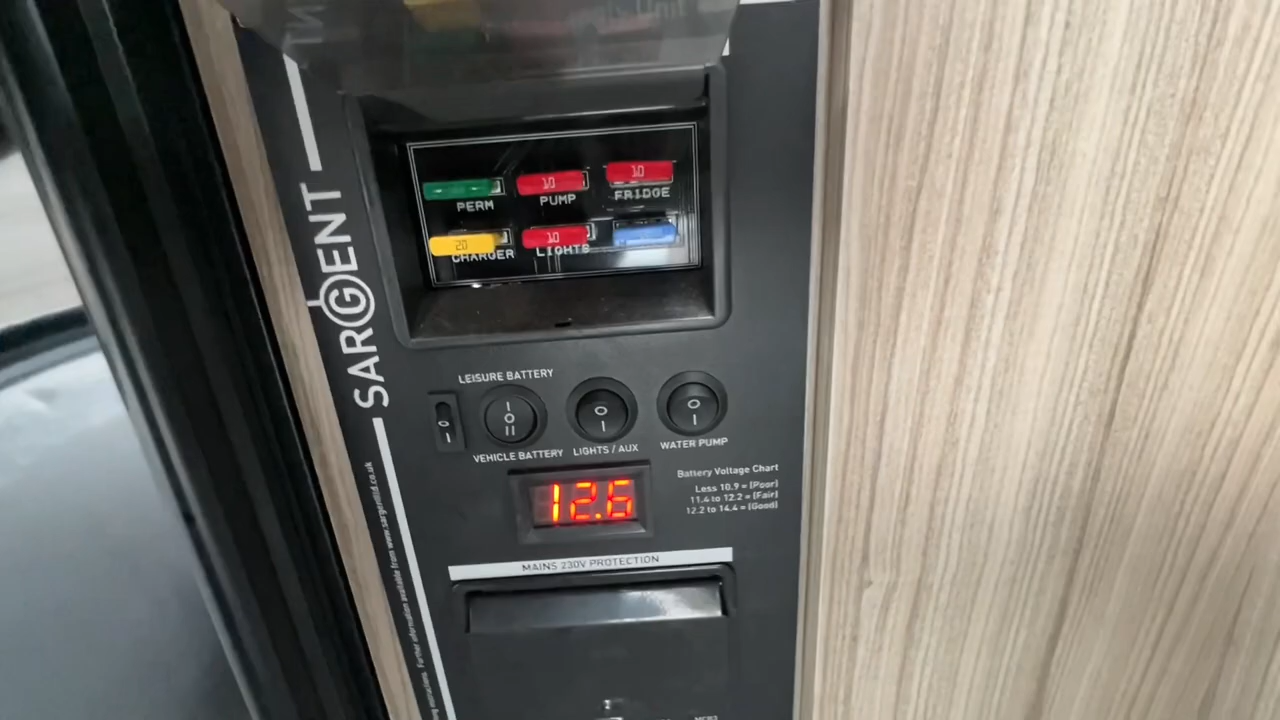 Unit
SARGENT
10
10
PERM
PUMP
FRIDGE
20
10
CHARGER
LIGHTS
LEISURE BATTERY
VEHICLE BATTERY
LIGHTS / AUX
WATER PUMP
12.6
Battery Voltage Chart
Less 10.9 = [Poor]
11.4 to 12.2 = [Fair]
12.2 to 14.4 = [Good]
MAINS 230V PROTECTION
Further information available from www.sargentltd.co.uk